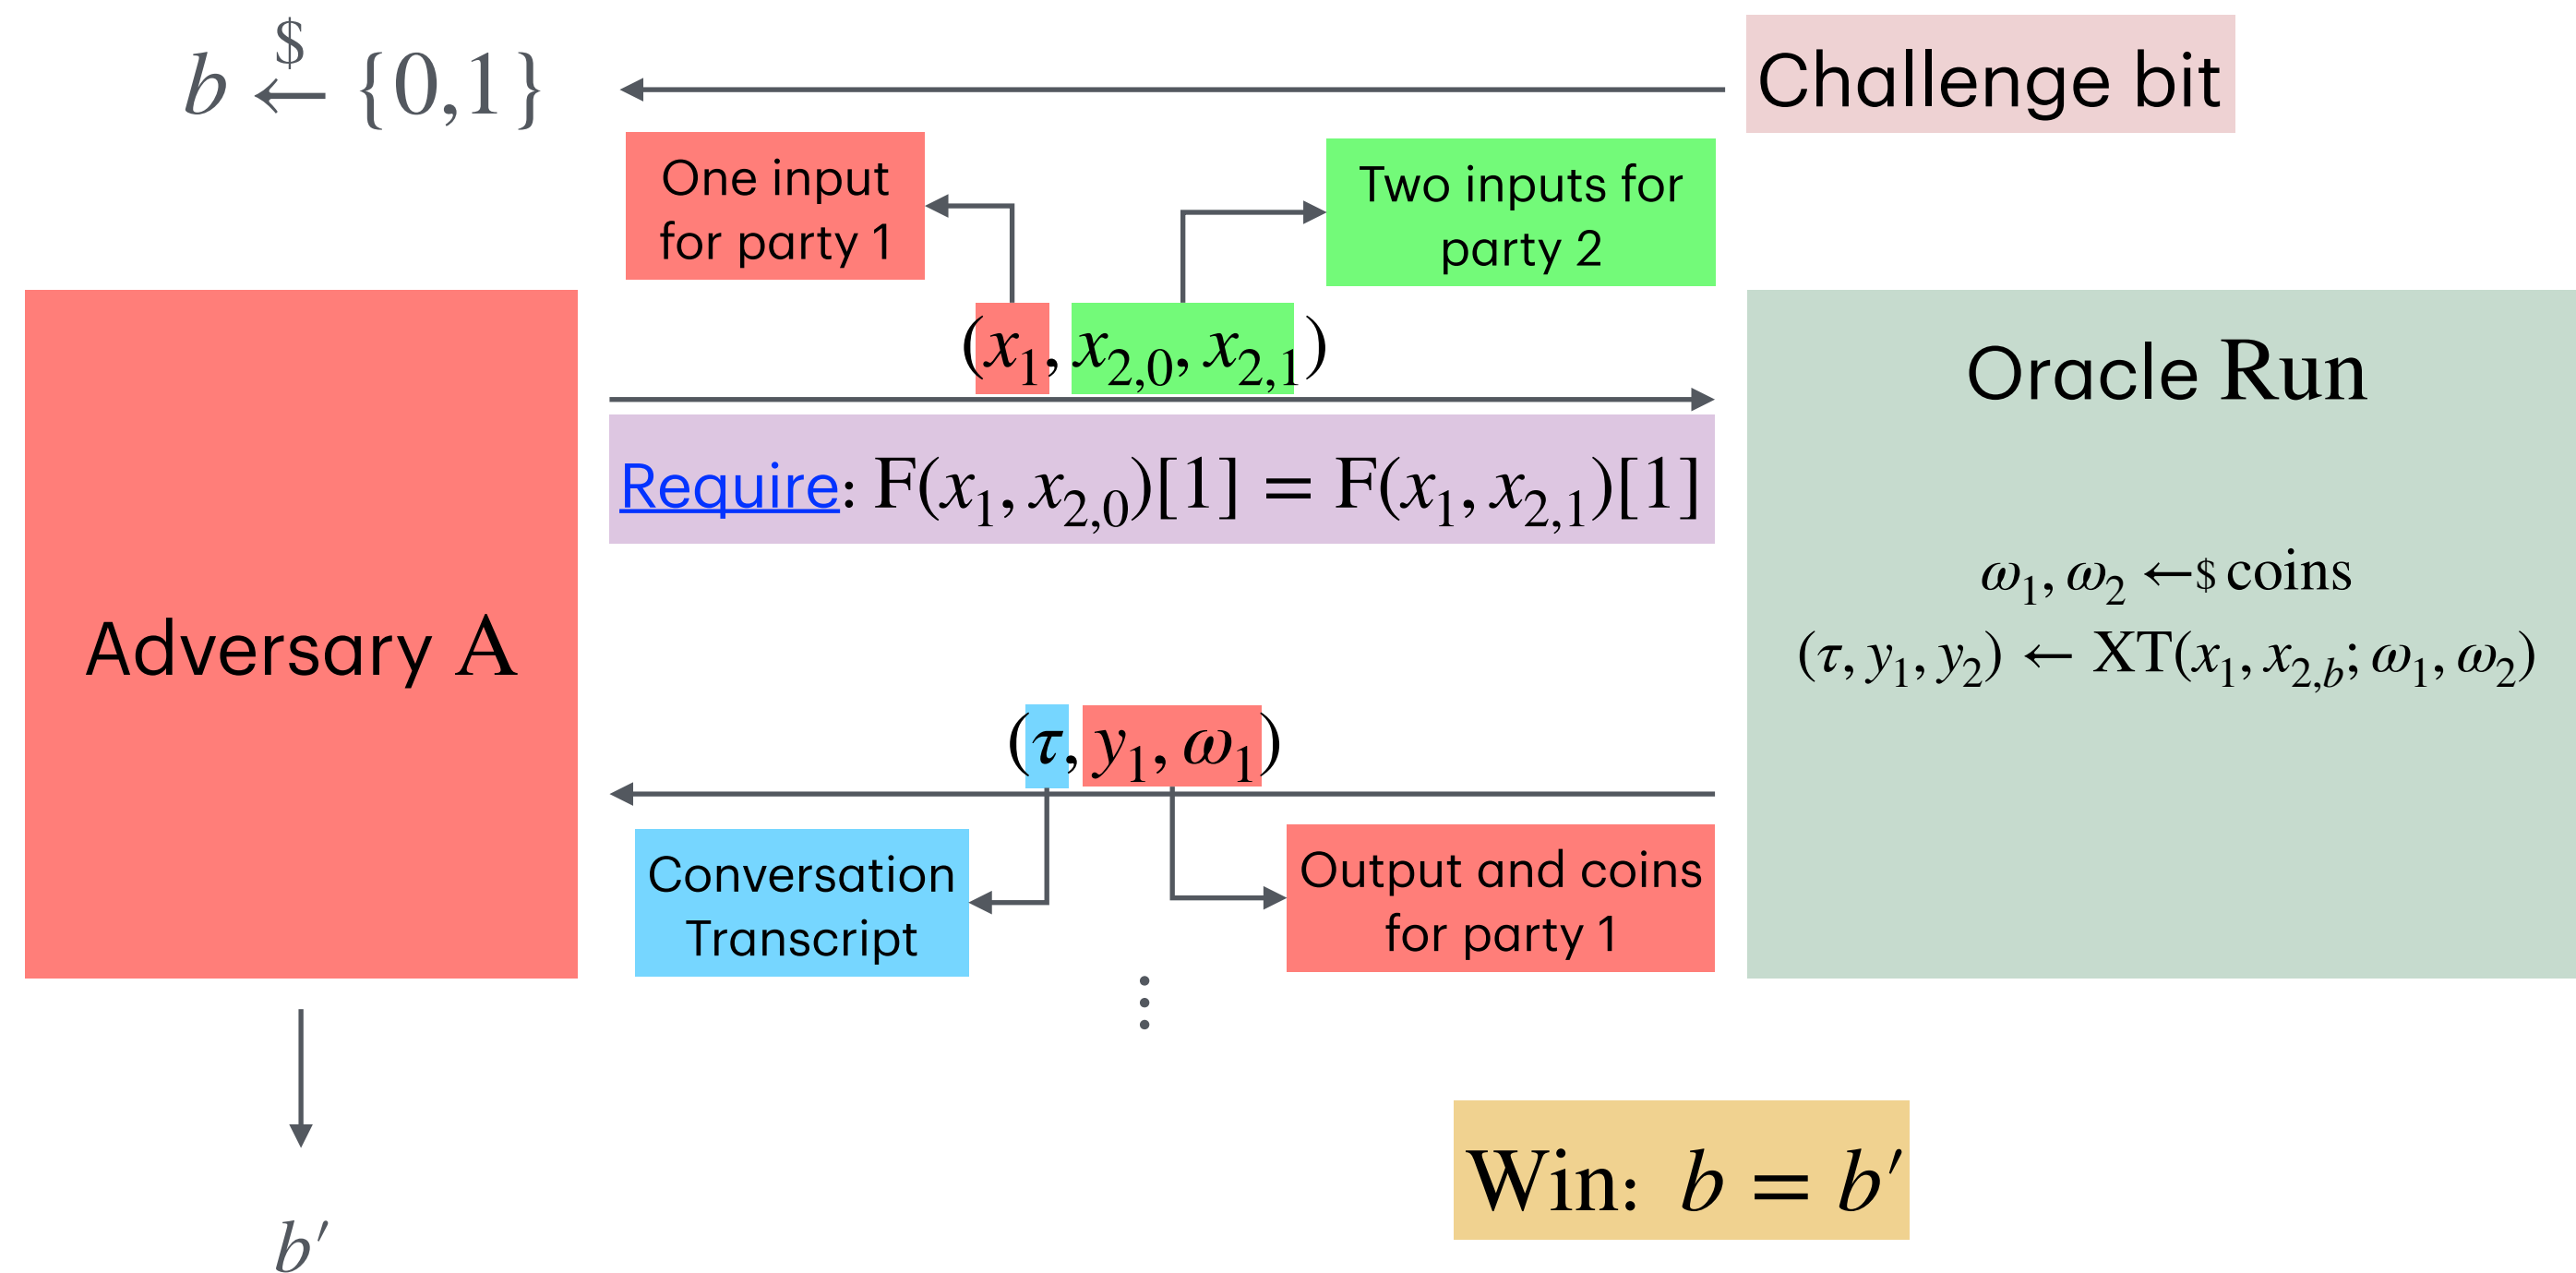 b ←$ {0,1}
Challenge bit
One input
for party 1
Two inputs for
party 2
(x₁, x₂,₀, x₂,₁)
Require: F(x₁, x₂,₀)[1] = F(x₁, x₂,₁)[1]
Adversary A
Oracle Run
ω₁, ω₂ ←$ coins
(τ, y₁, y₂) ← XT(x₁, x₂,b; ω₁, ω₂)
(τ, y₁, ω₁)
Conversation
Transcript
Output and coins
for party 1
⋮
Win: b = b′
b′